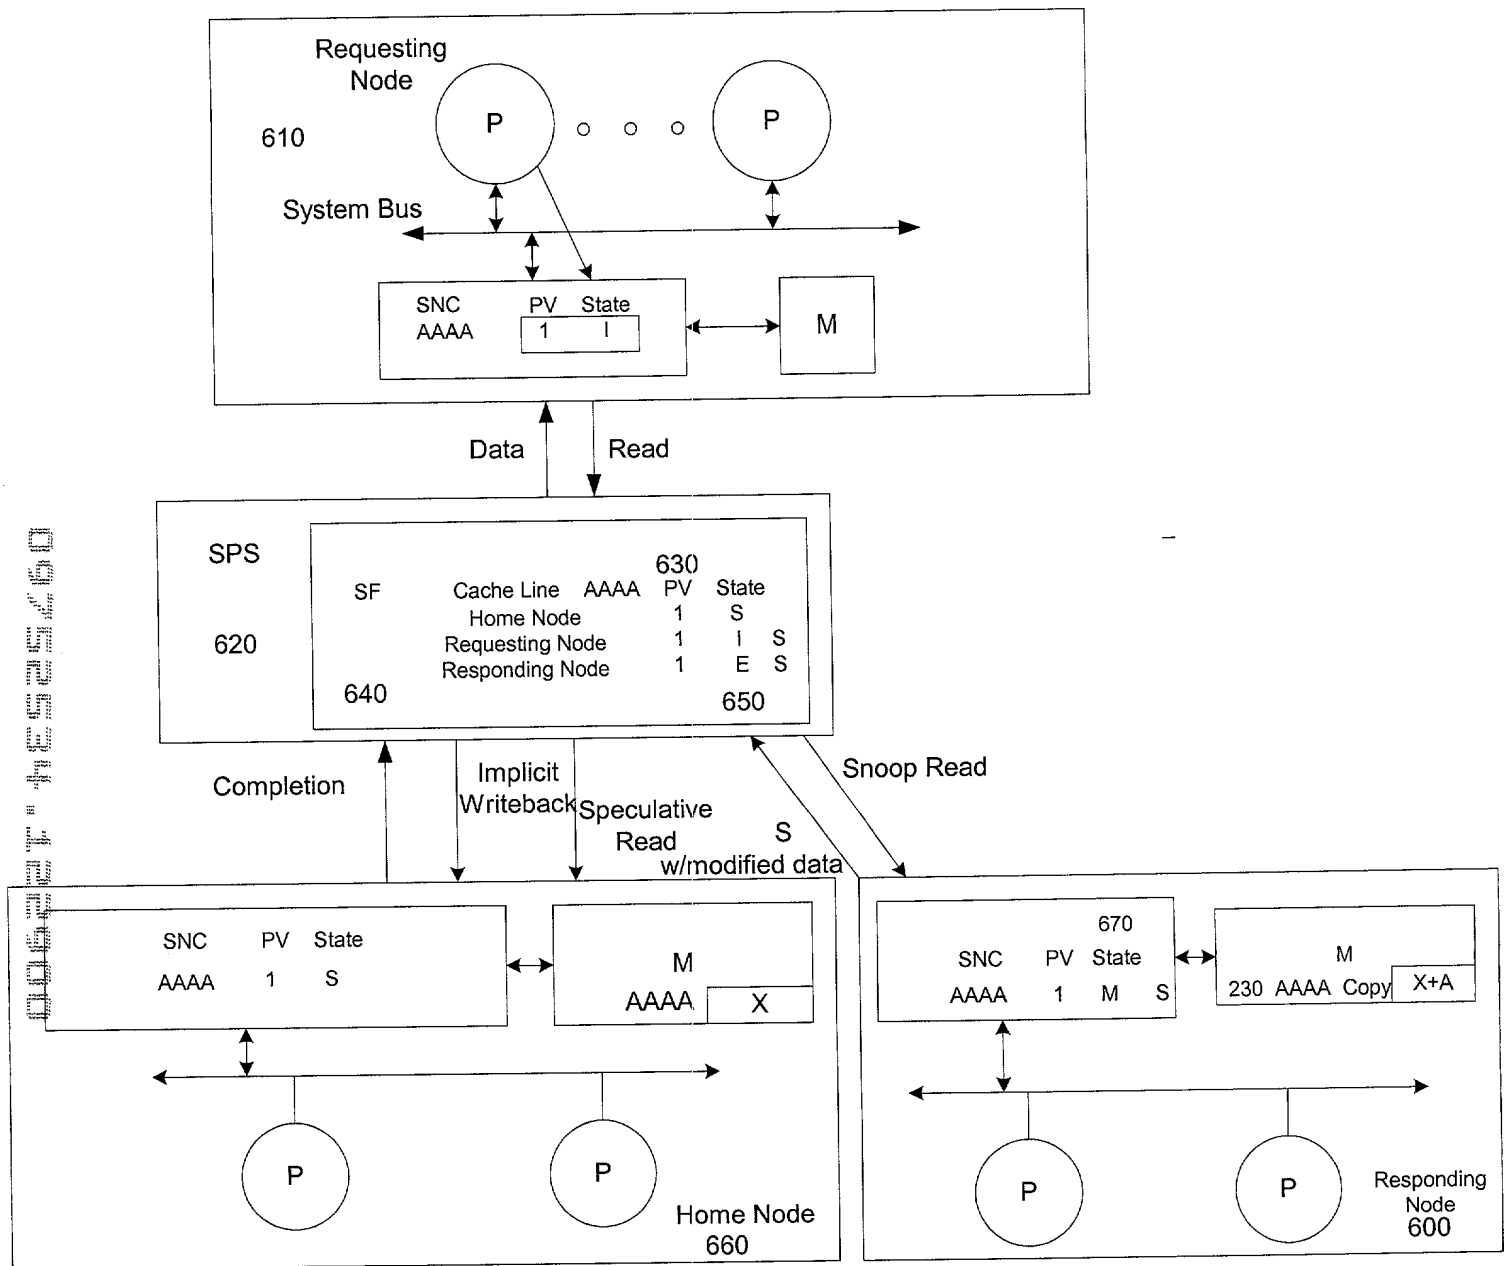 Requesting
Node
P
P
610
System Bus
SNC PV State
AAAA 1 I
M
Data
Read
SPS
620
630
SF Cache Line AAAA PV State
Home Node 1 S
Requesting Node 1 I S
Responding Node 1 E S
640
650
Completion
Implicit
Writeback
Speculative
Read
S
w/modified data
Snoop Read
SNC PV State
AAAA 1 S
M
AAAA X
P
P
Home Node
660
670
SNC PV State
AAAA 1 M S
M
230 AAAA Copy X+A
P
P
Responding
Node
600
09752534.122900